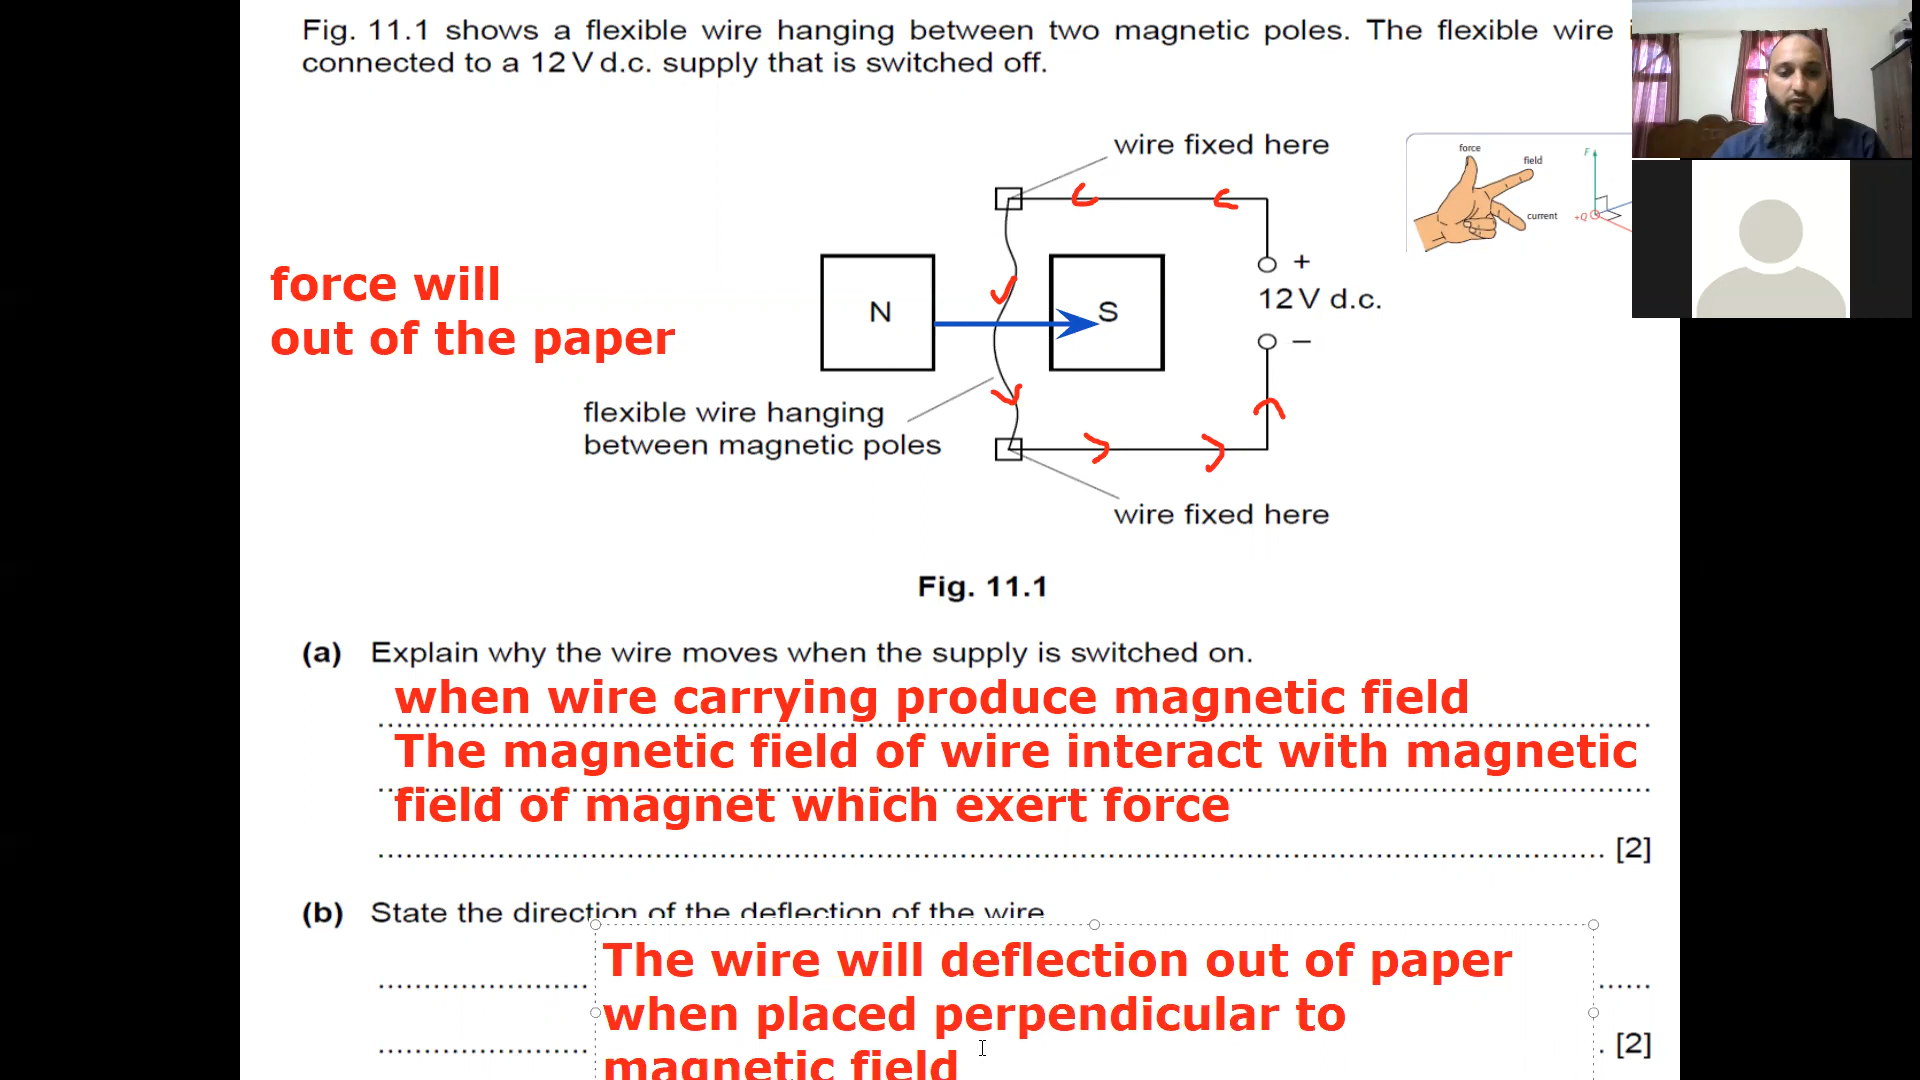 Fig. 11.1 shows a flexible wire hanging between two magnetic poles. The flexible wire
connected to a 12 V d.c. supply that is switched off.
wire fixed here
force
field
current
F
+Q
+
12 V d.c.
−
N
S
force will
out of the paper
flexible wire hanging
between magnetic poles
wire fixed here
Fig. 11.1
(a) Explain why the wire moves when the supply is switched on.
when wire carrying produce magnetic field
The magnetic field of wire interact with magnetic
field of magnet which exert force
[2]
(b) State the direction of the deflection of the wire
The wire will deflection out of paper
when placed perpendicular to
magnetic field
[2]